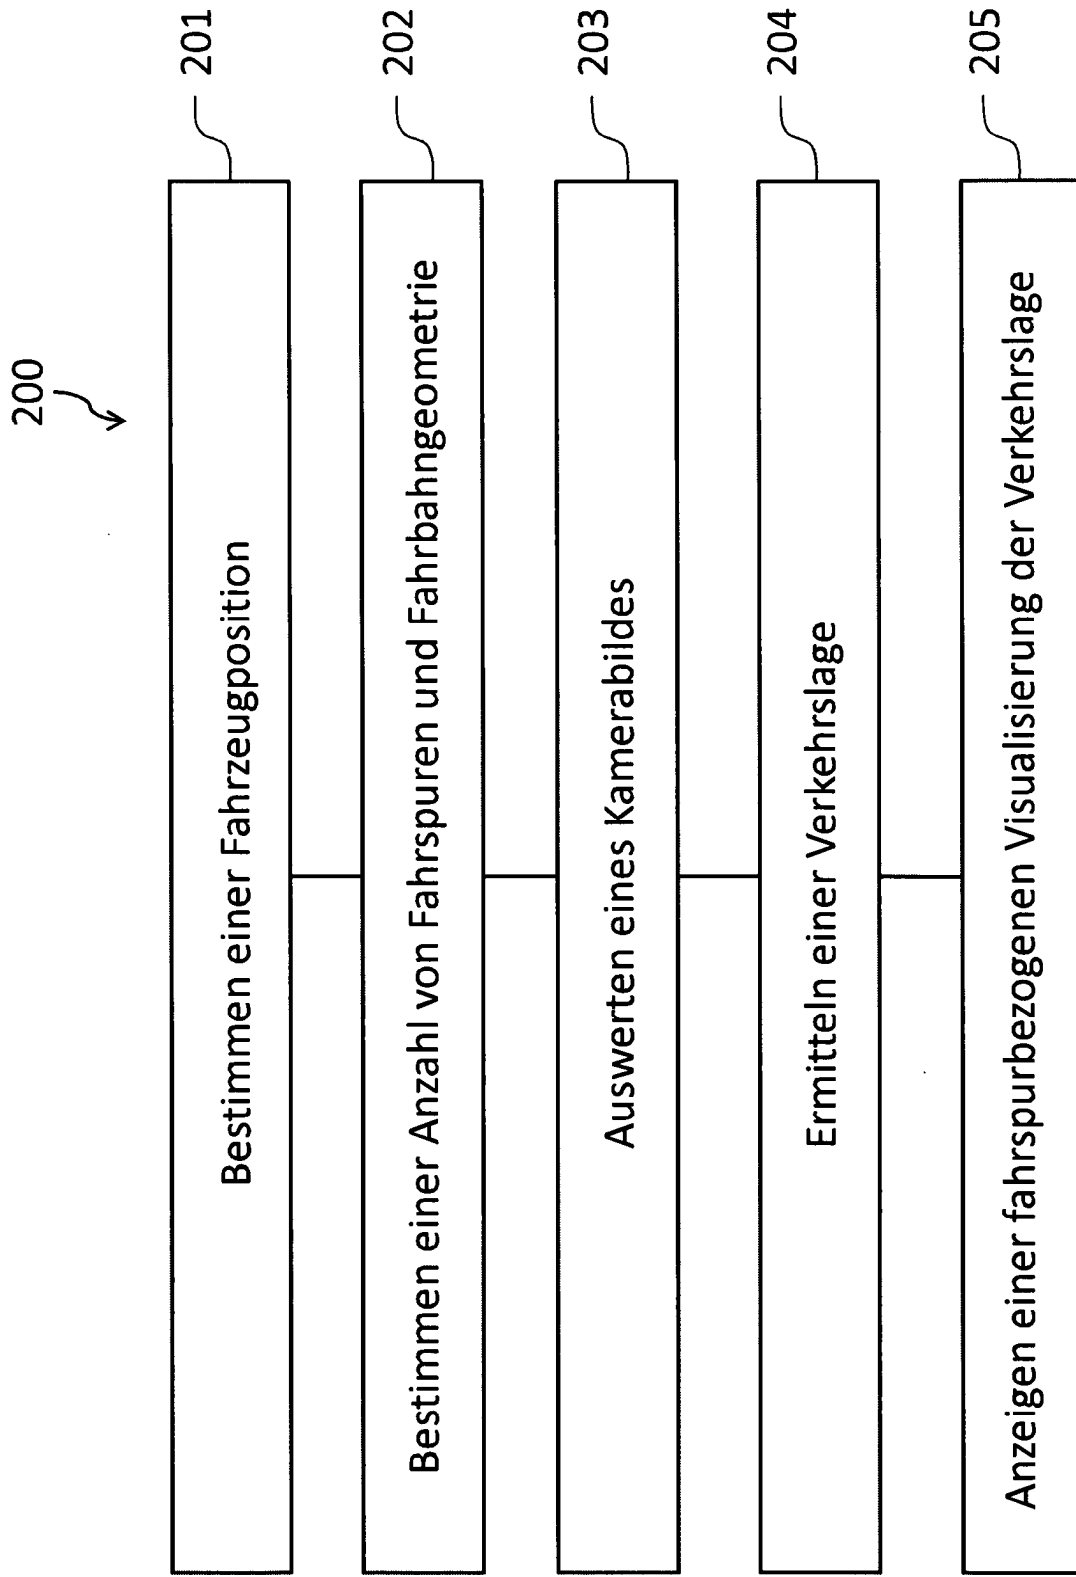 200
Bestimmen einer Fahrzeugposition
201
Bestimmen einer Anzahl von Fahrspuren und Fahrbahngeometrie
202
Auswerten eines Kamerabildes
203
Ermitteln einer Verkehrslage
204
Anzeigen einer fahrspurbezogenen Visualisierung der Verkehrslage
205